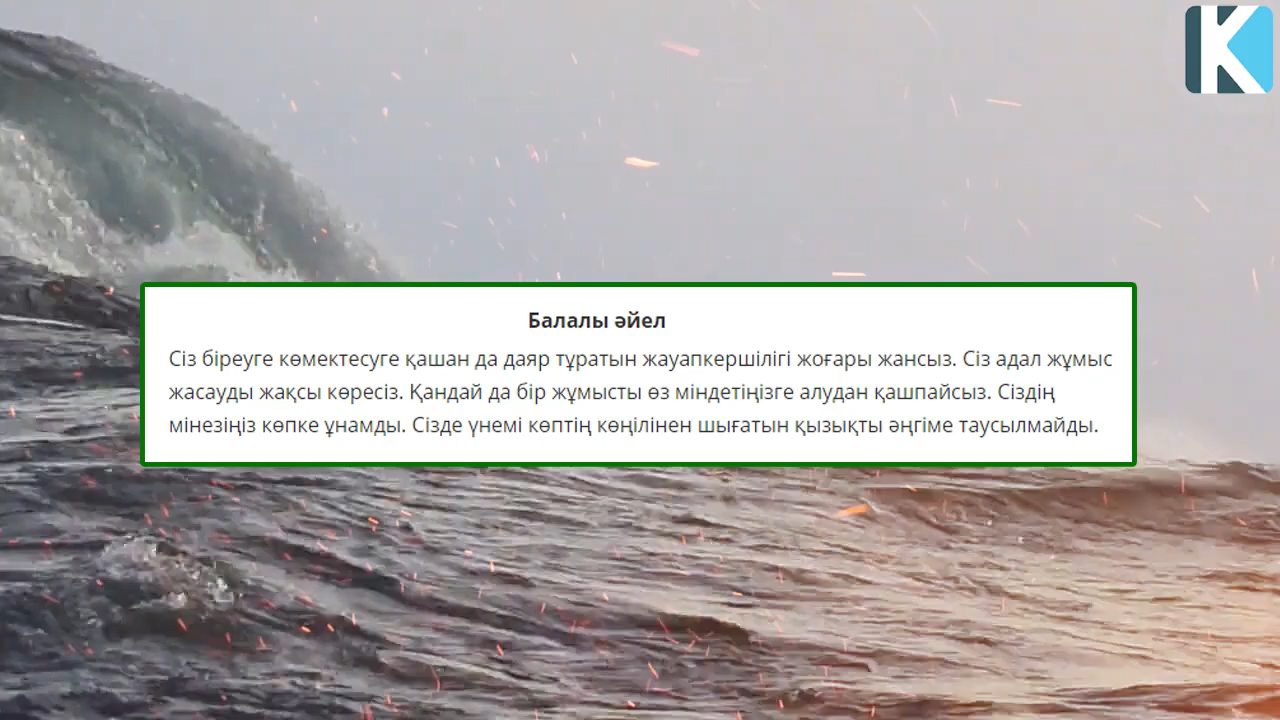 K
Балалы әйел
Сіз біреуге көмектесуге қашан да даяр тұратын жауапкершілігі жоғары жансыз. Сіз адал жұмыс
жасауды жақсы көресіз. Қандай да бір жұмысты өз міндетіңізге алудан қашпайсыз. Сіздің
мінезіңіз көпке ұнамды. Сізде үнемі көптің көңілінен шығатын қызықты әңгіме таусылмайды.